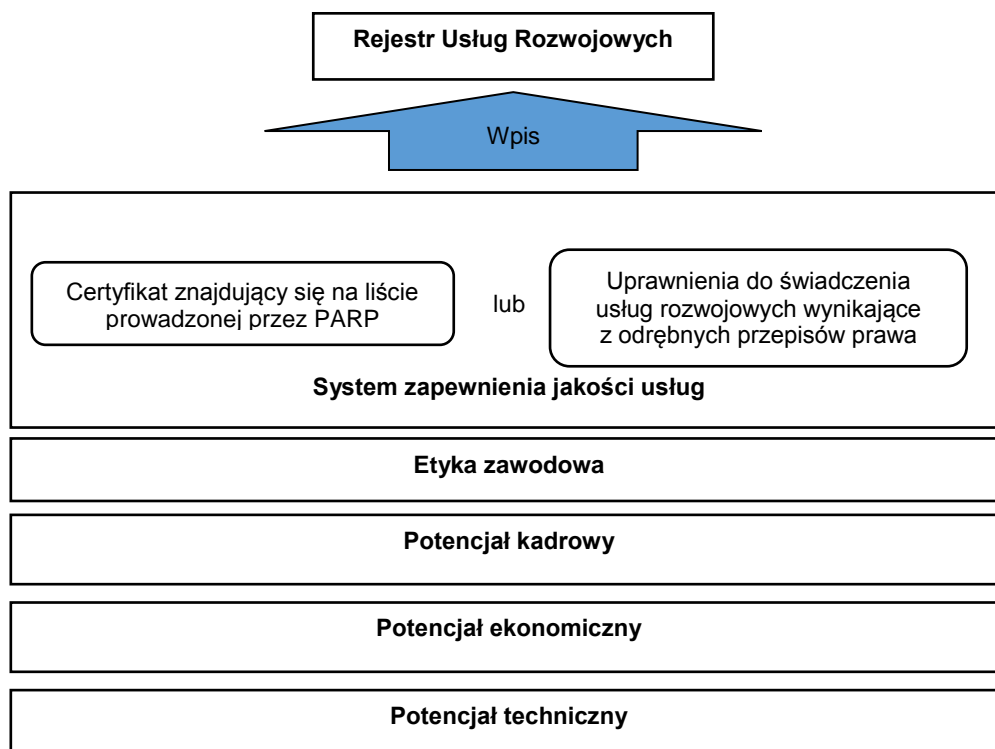 Rejestr Usług Rozwojowych
Wpis
Certyfikat znajdujący się na liście
prowadzonej przez PARP
lub
Uprawnienia do świadczenia
usług rozwojowych wynikające
z odrębnych przepisów prawa
System zapewnienia jakości usług
Etyka zawodowa
Potencjał kadrowy
Potencjał ekonomiczny
Potencjał techniczny